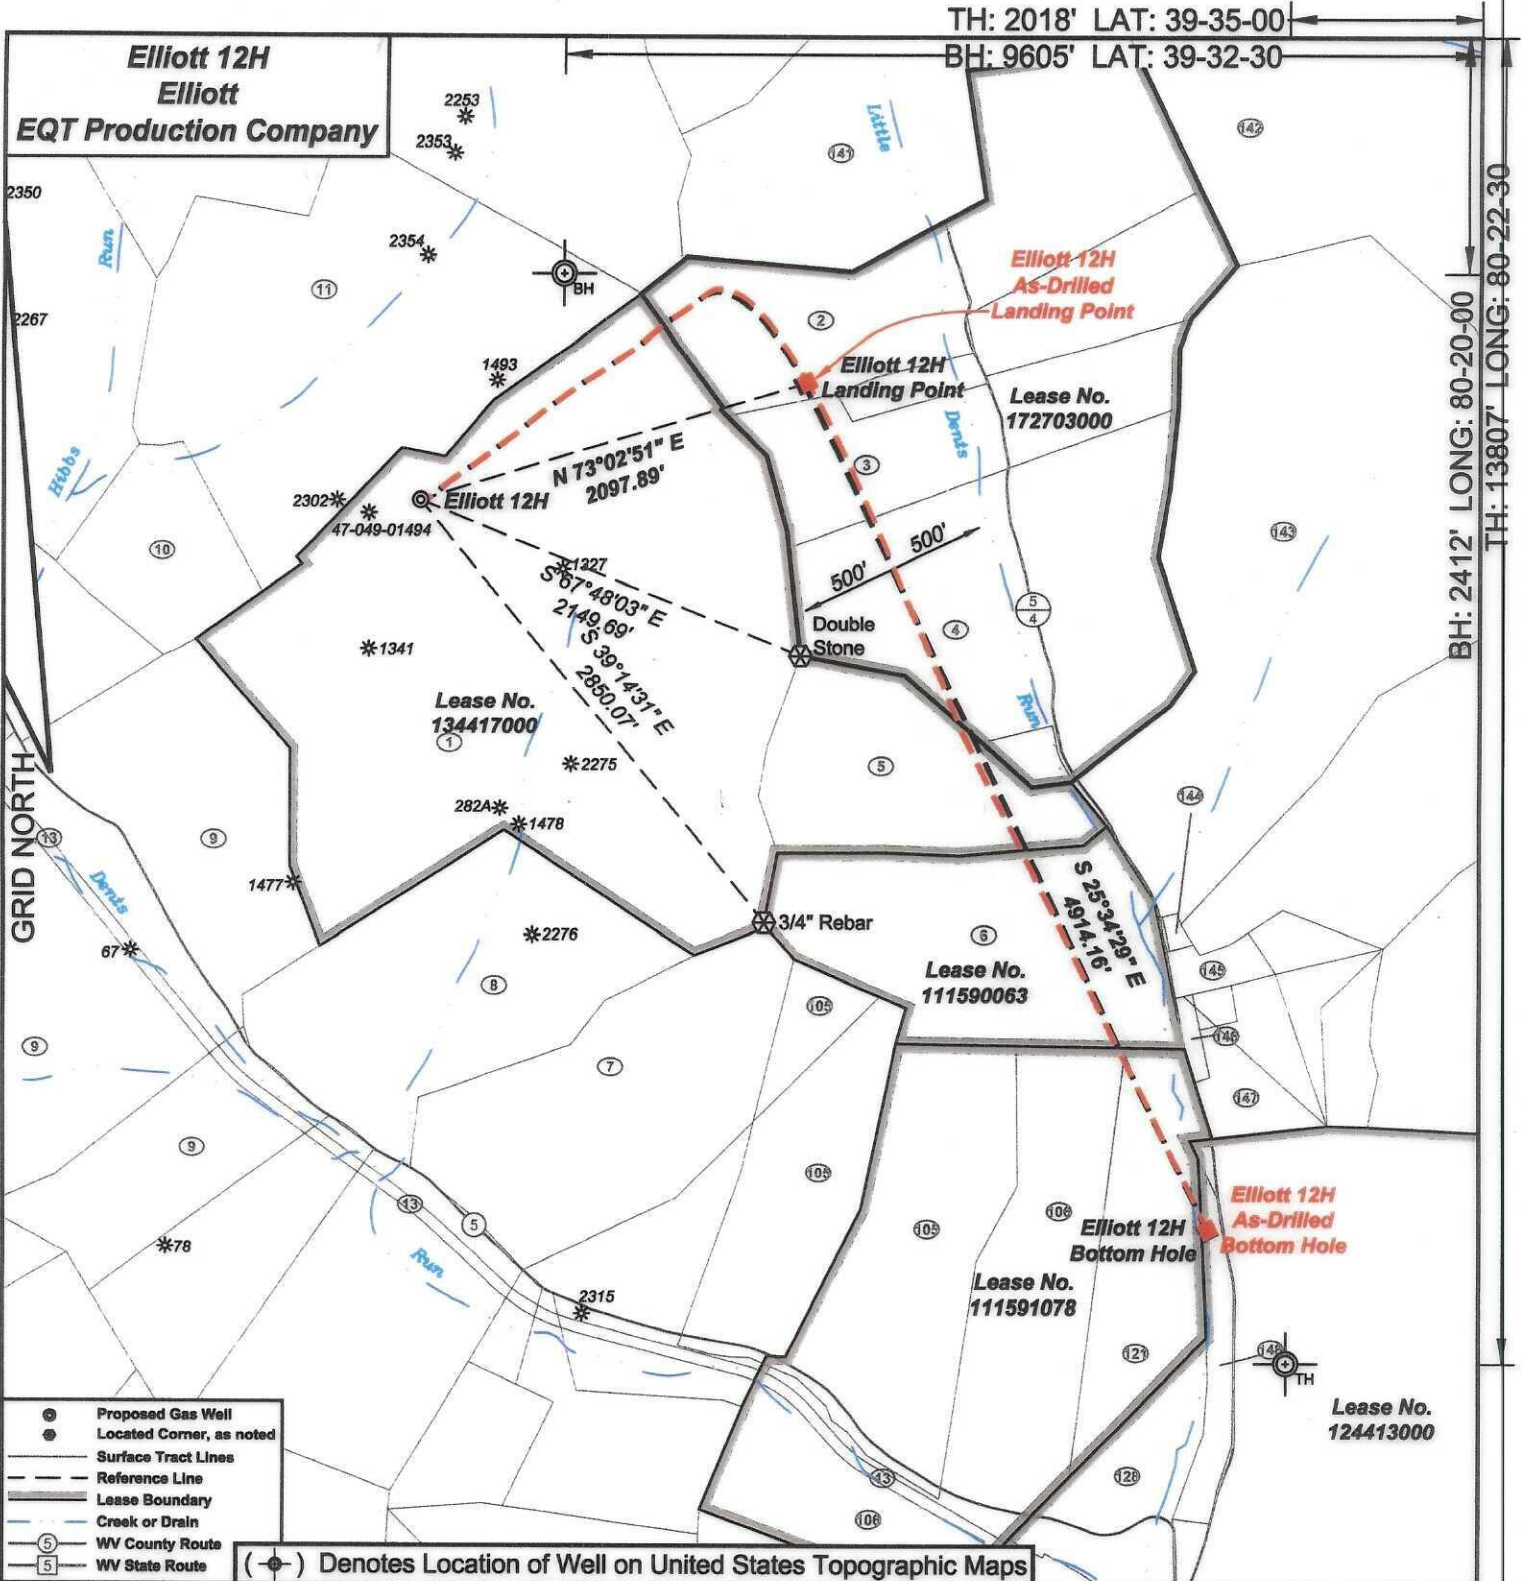 TH: 2018' LAT: 39-35-00
BH: 9605' LAT: 39-32-30
Elliott 12H
Elliott
EQT Production Company
2253
2353
2350
2354
2267
141
142
Little
Run
11
BH
Elliott 12H
As-Drilled
Landing Point
2
1493
Elliott 12H
Landing Point
Lease No.
172703000
Dents
BH: 2412' LONG: 80-20-00
TH: 13807' LONG: 80-22-30
N 73°02'51" E
2097.89'
3
Hibbs
2302
47-049-01494
Elliott 12H
10
143
1327
S 67°48'03" E
2149.69'
500'
500'
5
4
Double
Stone
4
1341
S 39°14'31" E
2850.07'
Lease No.
134417000
1
Run
2275
5
282A
1478
144
GRID NORTH
13
9
1477
Dents
67
2276
3/4" Rebar
6
S 25°34'29" E
4914.16'
Lease No.
111590063
145
8
105
146
9
7
147
9
105
13
5
105
106
Elliott 12H
Bottom Hole
Elliott 12H
As-Drilled
Bottom Hole
78
Run
2315
Lease No.
111591078
121
148
TH
Lease No.
124413000
13
128
106
Proposed Gas Well
Located Corner, as noted
Surface Tract Lines
Reference Line
Lease Boundary
Creek or Drain
5 WV County Route
5 WV State Route
( ) Denotes Location of Well on United States Topographic Maps